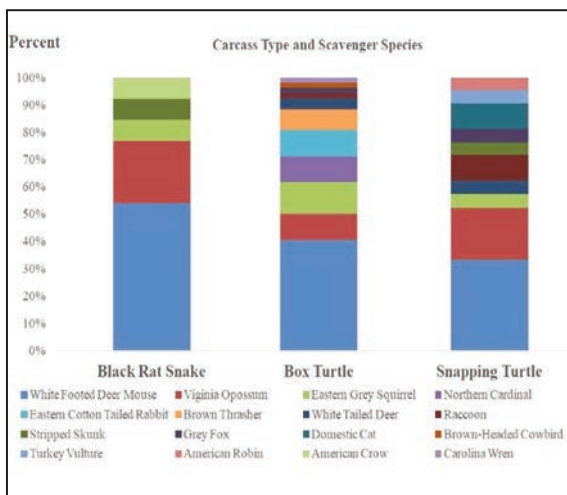 Percent
Carcass Type and Scavenger Species
100%
90%
80%
70%
60%
50%
40%
30%
20%
10%
0%
Black Rat Snake Box Turtle Snapping Turtle
White Footed Deer Mouse Viginia Opossum Eastern Grey Squirrel Northern Cardinal
Eastern Cotton Tailed Rabbit Brown Thrasher White Tailed Deer Raccoon
Stripped Skunk Grey Fox Domestic Cat Brown-Headed Cowbird
Turkey Vulture American Robin American Crow Carolina Wren